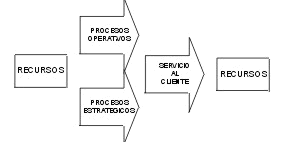 RECURSOS
PROCESOS
OPERATIVOS
PROCESOS
ESTRATEGICOS
SERVICIO
AL
CLIENTE
RECURSOS